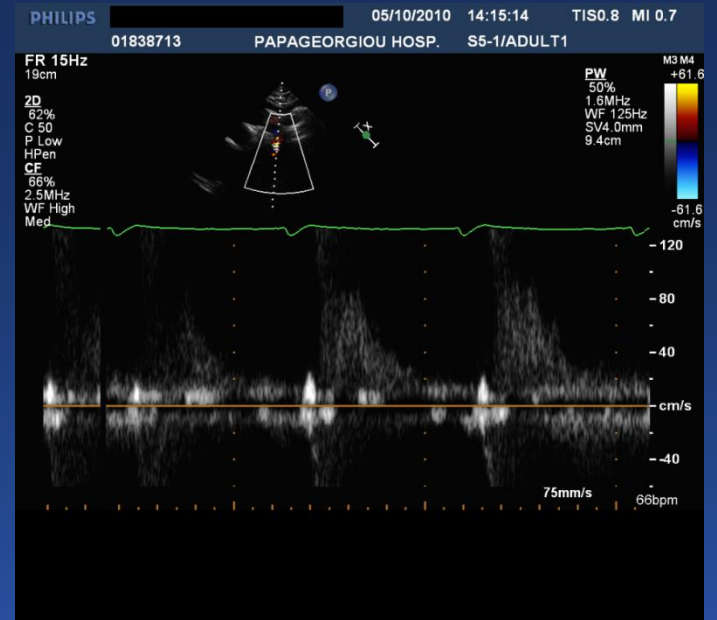 PHILIPS 05/10/2010 14:15:14 TIS0.8 MI 0.7
01838713 PAPAGEORGIOU HOSP. S5-1/ADULT1
FR 15Hz
19cm
2D
62%
C 50
P Low
HPen
CF
66%
2.5MHz
WF High
Med
P
X
PW
50%
1.6MHz
WF 125Hz
SV4.0mm
9.4cm
M3 M4
+61.6
-61.6
cm/s
120
80
40
cm/s
-40
75mm/s
66bpm